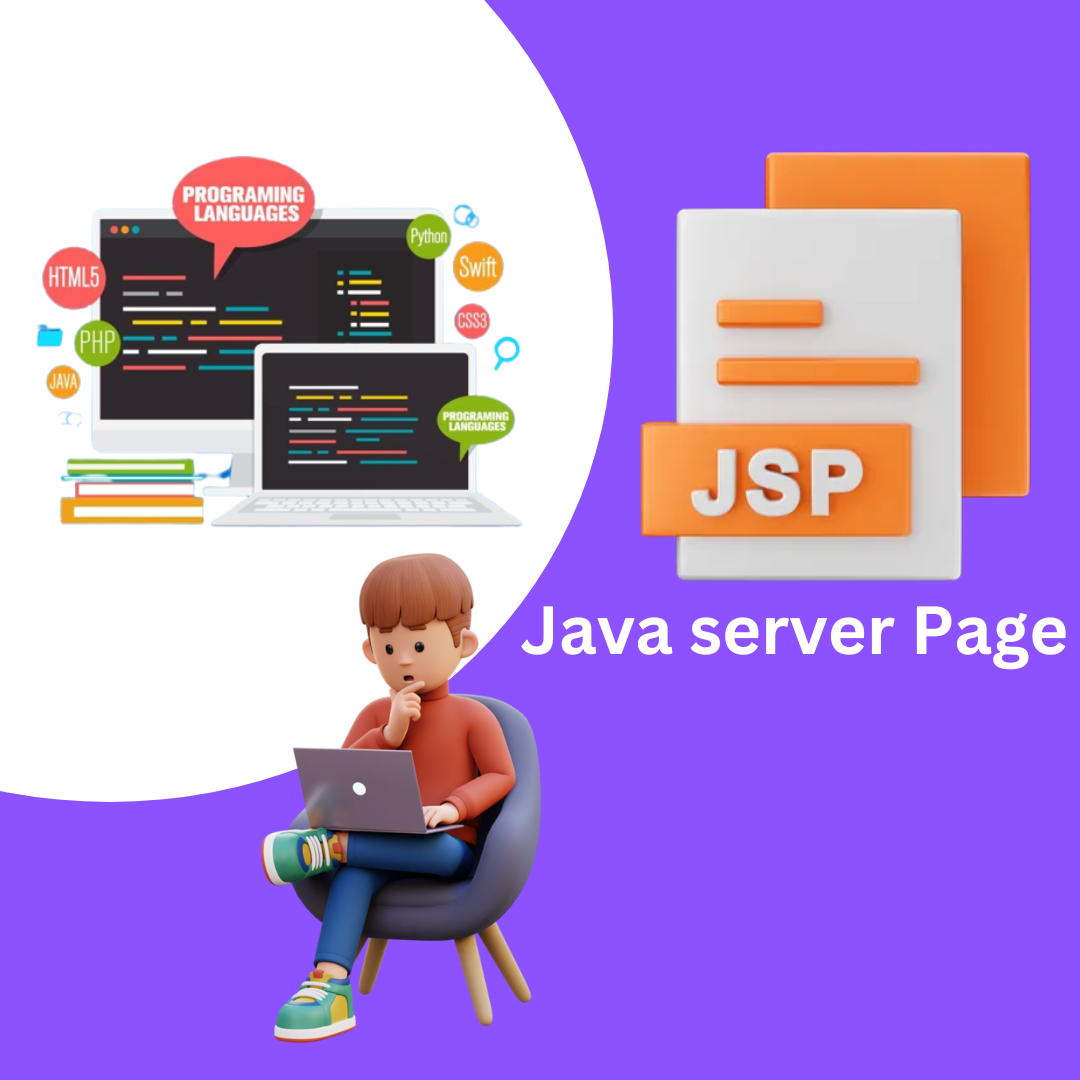 PROGRAMING
LANGUAGES
HTML5
PHP
JAVA
Python
Swift
CSS3
PROGRAMING
LANGUAGES
JSP
Java server Page